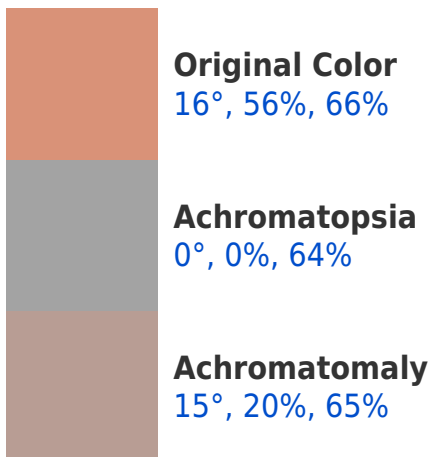 Original Color
16°, 56%, 66%
Achromatopsia
0°, 0%, 64%
Achromatomaly
15°, 20%, 65%